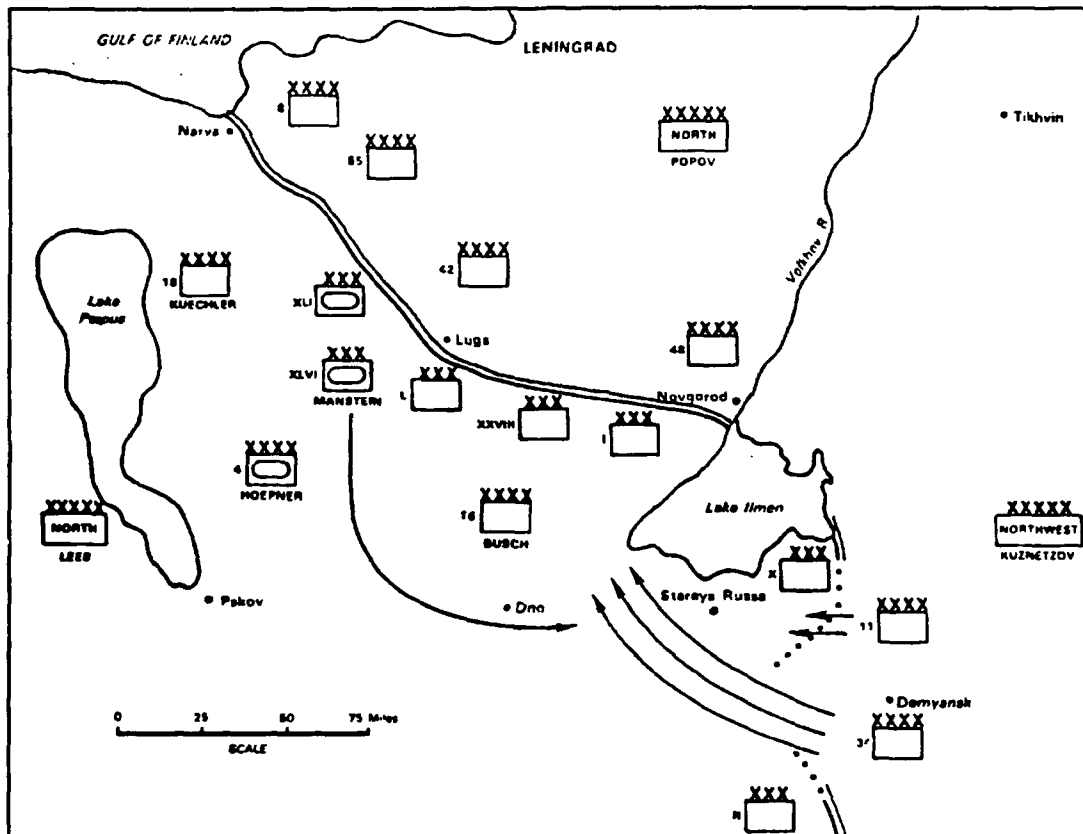 GULF OF FINLAND
LENINGRAD
XXXX
8
Narva
XXXX
XXXXX
NORTH
POPOV
Tikhvin
Volkhov R
XXXX
42
XXXX
18
KUECHLER
Lake
Peipus
XXX
XLI
Luga
XXXX
48
XXX
XLVI
MANSTEIN
XXX
L
XXX
XXVIII
XXX
I
Novgorod
XXXX
4
HOEPNER
XXXX
16
BUSCH
Lake Ilmen
XXXXX
NORTH
LEEB
XXXXX
NORTHWEST
KUZNETZOV
Pskov
Dno
XXX
X
Staraya Russa
XXXX
11
Demyansk
XXXX
0 25 50 75 Miles
SCALE
XXX